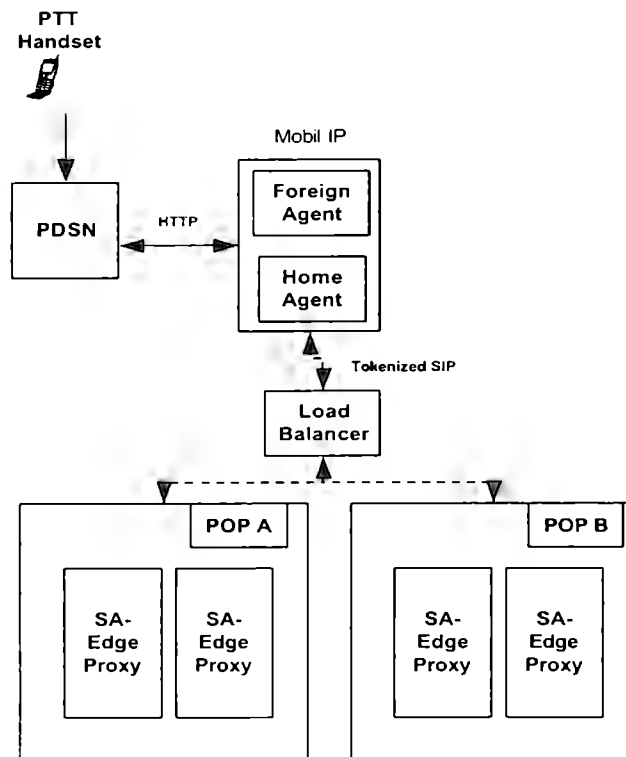 PTT
Handset
Mobil IP
PDSN
HTTP
Foreign
Agent
Home
Agent
Tokenized SIP
Load
Balancer
POP A
POP B
SA-
Edge
Proxy
SA-
Edge
Proxy
SA-
Edge
Proxy
SA-
Edge
Proxy